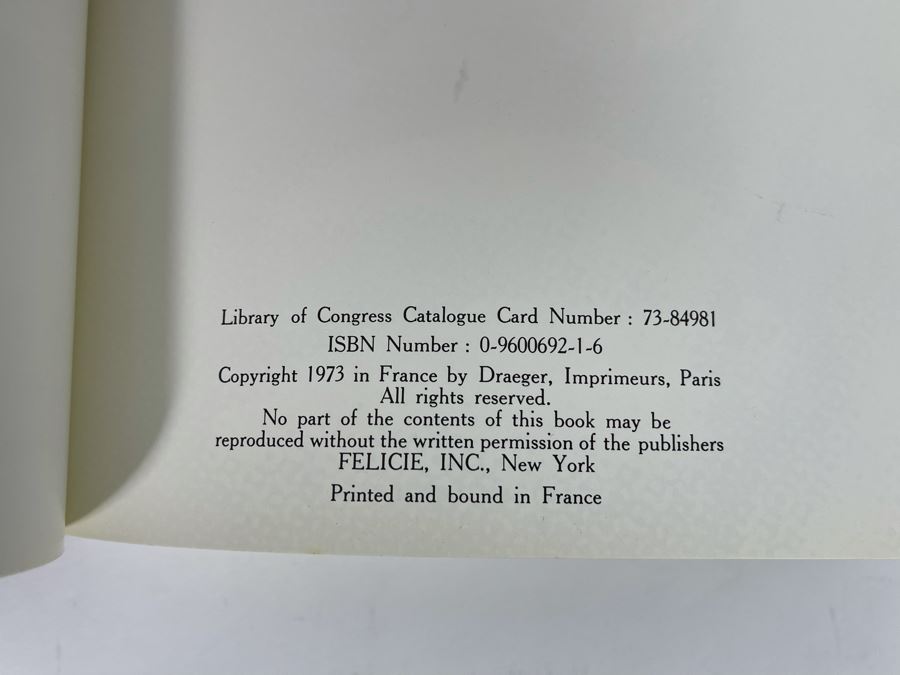 Library of Congress Catalogue Card Number : 73-84981
ISBN Number : 0-9600692-1-6
Copyright 1973 in France by Draeger, Imprimeurs, Paris
All rights reserved.
No part of the contents of this book may be
reproduced without the written permission of the publishers
FELICIE, INC., New York
Printed and bound in France